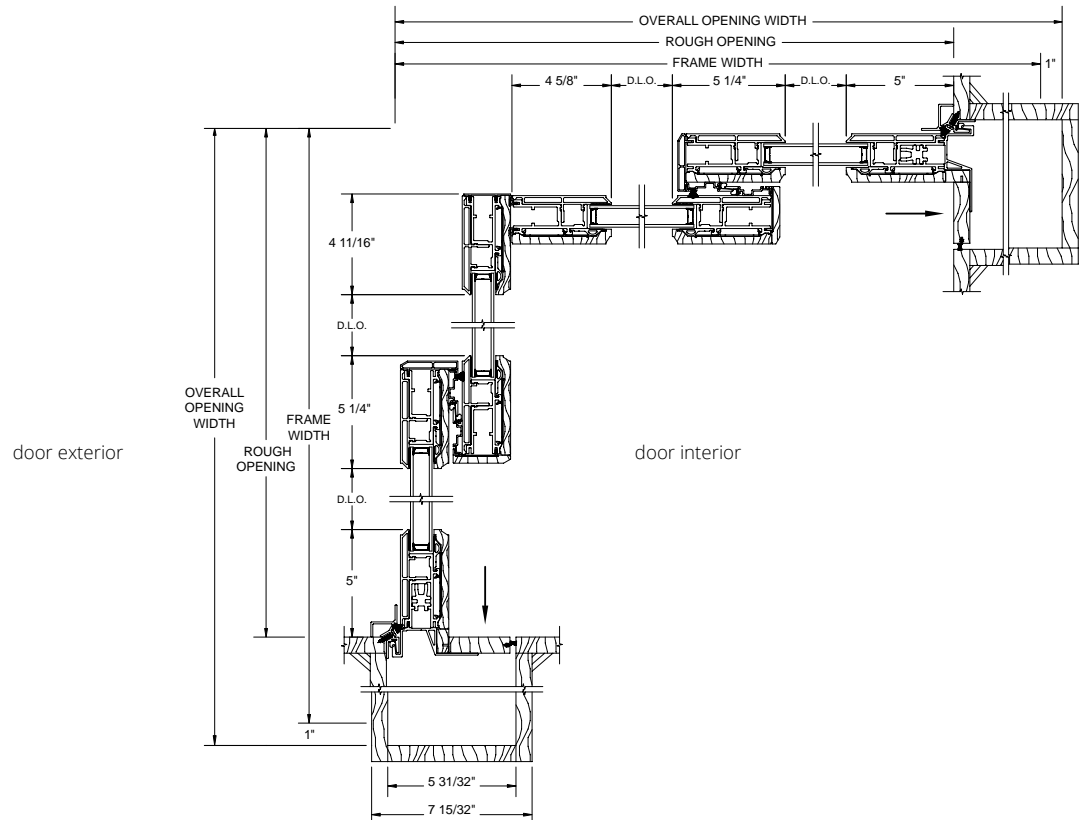 OVERALL OPENING WIDTH
ROUGH OPENING
FRAME WIDTH
1"
4 5/8"
D.L.O.
5 1/4"
D.L.O.
5"
4 11/16"
D.L.O.
OVERALL
OPENING
WIDTH
FRAME
WIDTH
5 1/4"
ROUGH
OPENING
door exterior
door interior
D.L.O.
5"
1"
5 31/32"
7 15/32"